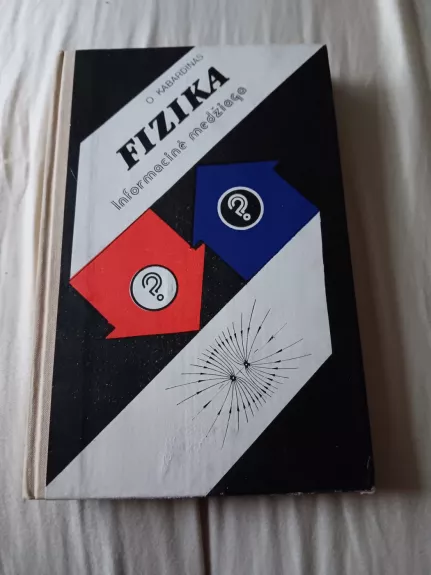 O KABARDINAS
FIZIKA
Informacinė medžiaga
?
?